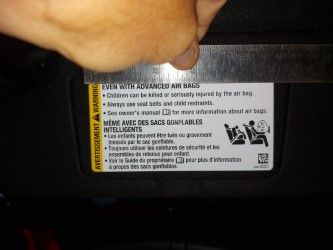 EVEN WITH ADVANCED AIR BAGS
• Children can be killed or seriously injured by the air bag.
• Always use seat belts and child restraints.
• See owner's manual for more information about air bags.
MÊME AVEC DES SACS GONFLABLES
INTELLIGENTS
• Les enfants peuvent être tués ou gravement
blessés par le sac gonflable.
• Toujours utiliser les ceintures de sécurité et les
ensembles de retenue pour enfant.
• Voir le Guide du propriétaire pour plus d'information
à propos des sacs gonflables.
AVERTISSEMENT WARNING